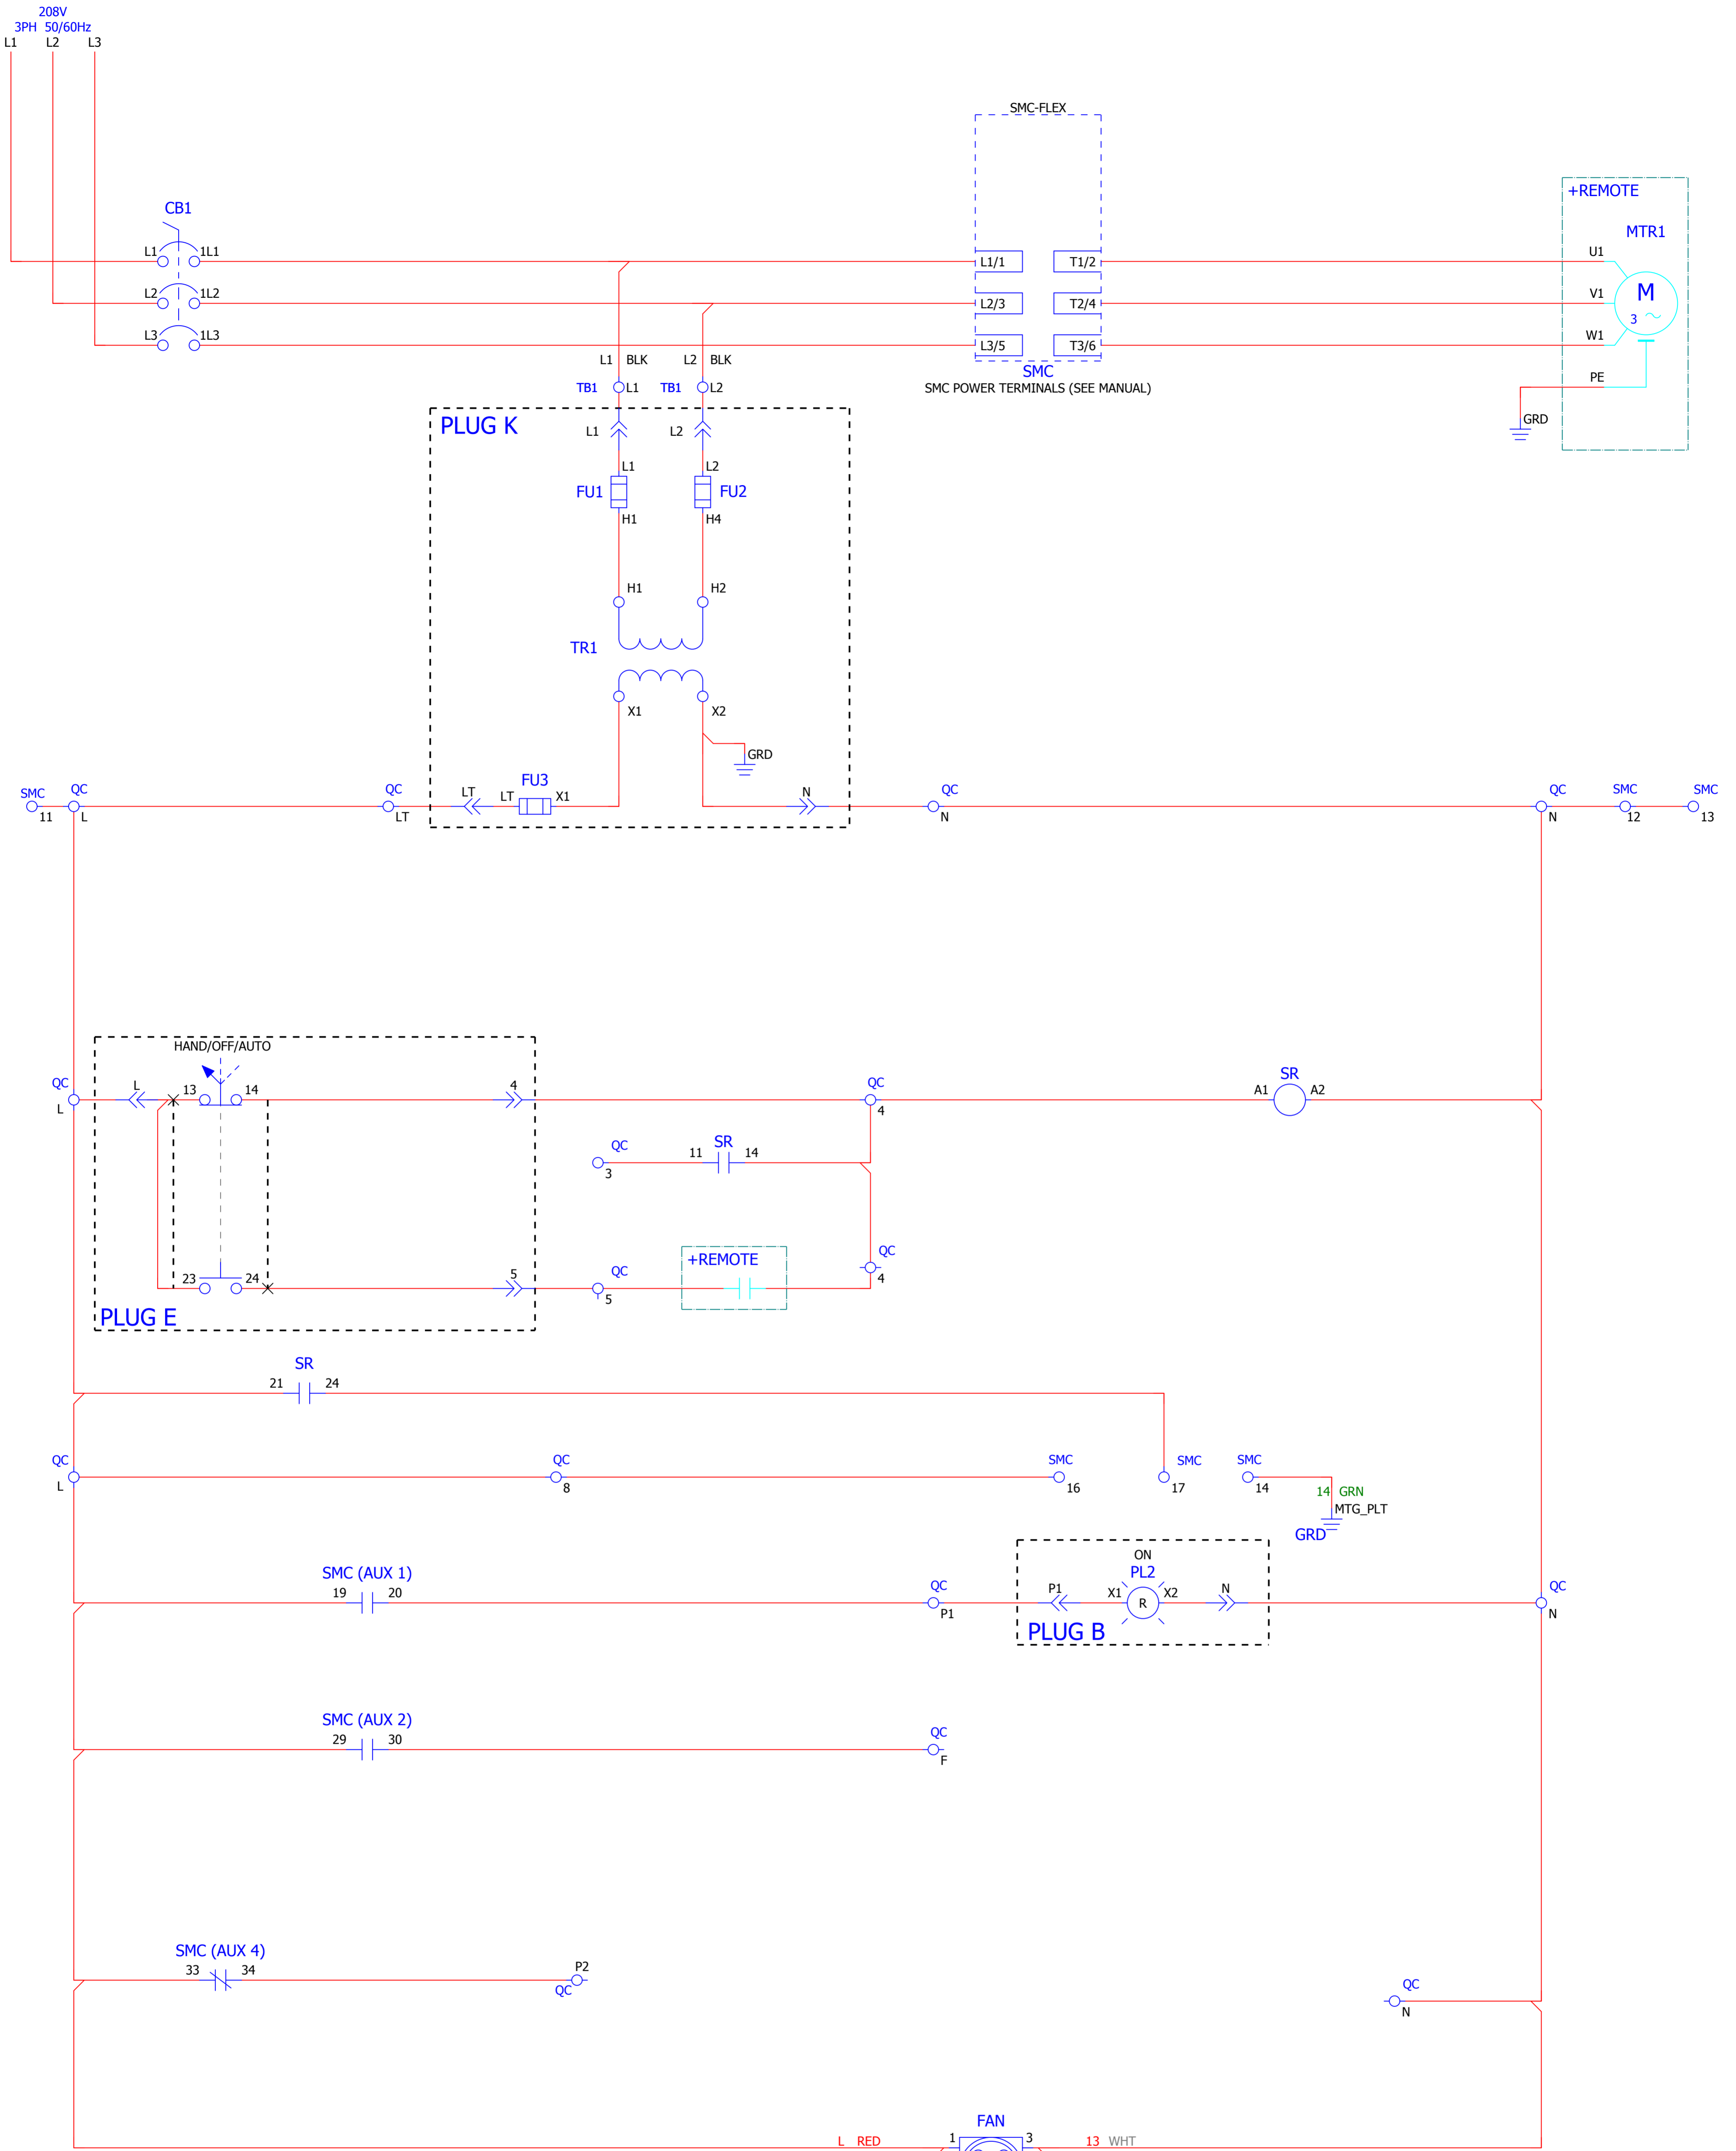 208V
3PH 50/60Hz
L1 L2 L3
SMC-FLEX
+REMOTE
CB1
MTR1
L1 1L1 L1/1 T1/2 U1
L2 1L2 L2/3 T2/4 V1 M
3
L3 1L3 L3/5 T3/6 W1
L1 BLK L2 BLK
SMC
SMC POWER TERMINALS (SEE MANUAL)
PE
TB1 L1 TB1 L2
GRD
PLUG K
L1 L2
L1 L2
FU1 FU2
H1 H4
H1 H2
TR1
X1 X2
GRD
FU3
SMC QC QC LT LT X1 N QC QC SMC SMC
11 L LT N N 12 13
HAND/OFF/AUTO
QC L 13 14 4 QC SR
A1 A2
L 4
QC SR
11 14
3
+REMOTE
QC QC
23 24 5 4
5
PLUG E
SR
21 24
QC QC SMC SMC SMC
L 8 16 17 14
14 GRN
MTG_PLT
GRD
ON
SMC (AUX 1) PL2
19 20 QC P1 X1 R X2 N QC
P1 N
PLUG B
SMC (AUX 2)
29 30 QC
F
SMC (AUX 4)
33 34 P2
QC QC
N
FAN
L RED 1 3 13 WHT